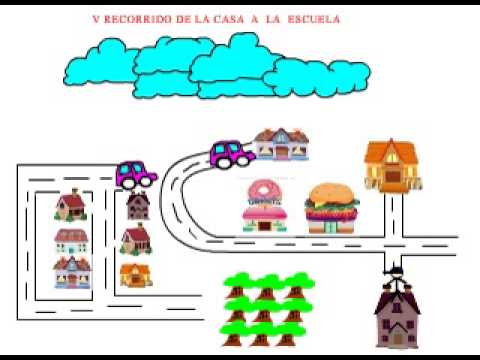 V RECORRIDO DE LA CASA A LA ESCUELA